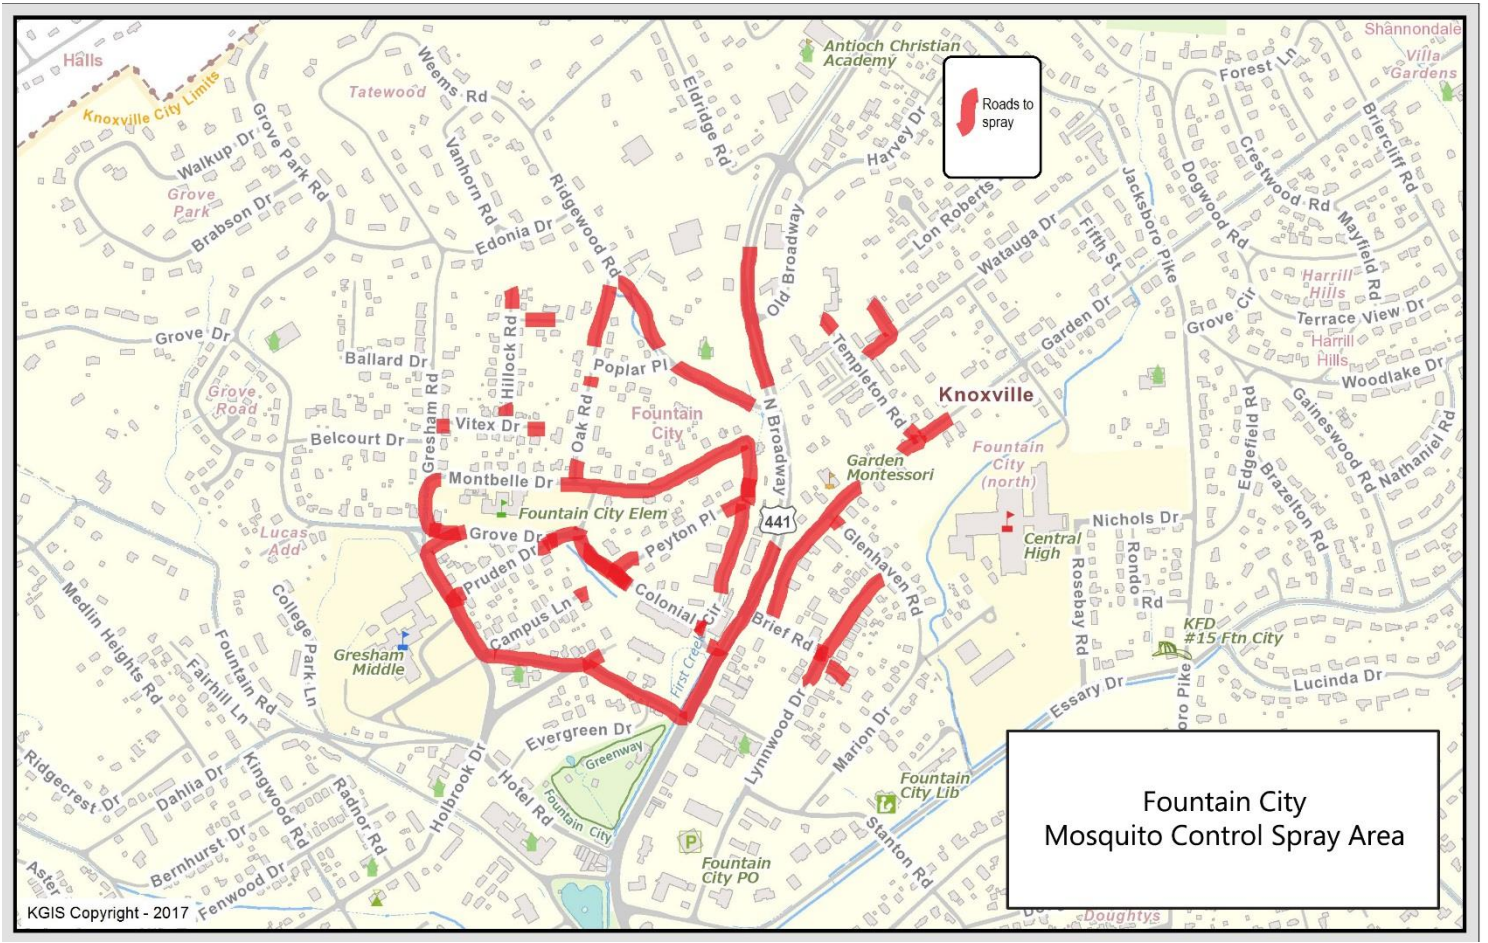 Halls
Knoxville City Limits
Tatewood
Weems Rd
Vanhorn Rd
Eldridge Rd
Antioch Christian
Academy
Harvey Dr
Roads to
spray
Shannondale
Villa
Gardens
Forest Ln
Briercliff Rd
Walkup Dr
Grove Park Rd
Grove
Park
Brabson Dr
Edonia Dr
Ridgewood Rd
Old Broadway
Lon Roberts
Watauga Dr
Fifth St
Jacksboro Pike
Dogwood Rd
Crestwood Rd
Mayfield Rd
Harrill
Hills
Terrace View Dr
Harrill
Hills
Grove Cir
Garden Dr
Woodlake Dr
Grove Dr
Ballard Dr
Hillock Rd
Poplar Pl
Templeton Rd
Knoxville
Grove
Road
Gresham Rd
Vitex Dr
Oak Rd
Fountain
City
N Broadway
Belcourt Dr
Montbelle Dr
Garden
Montessori
Fountain
City
(north)
Edgefield Rd
Gaineswood Rd
Nathaniel Rd
Brazelton Rd
Fountain City Elem
441
Lucas
Add
Grove Dr
Pruden Dr
Peyton Pl
Glenhaven Rd
Central
High
Nichols Dr
Rondo
Rd
Rosebay Rd
Medlin Heights Rd
College Park Ln
Campus Ln
Colonial Cir
Brief Rd
KFD
#15 Ftn City
Gresham
Middle
First Creek
Fairhill Ln
Fountain Rd
Lynnwood Dr
Marion Dr
Essary Dr
Lucinda Dr
oro Pike
Evergreen Dr
Greenway
Fountain City
Ridgecrest Dr
Dahlia Dr
Kingwood Rd
Radnor Rd
Holbrook Dr
Hotel Rd
Fountain
City Lib
Stanton Rd
Bernhurst Dr
Fenwood Dr
Aster
P
Fountain
City PO
Fountain City
Mosquito Control Spray Area
Doughtys
KGIS Copyright - 2017